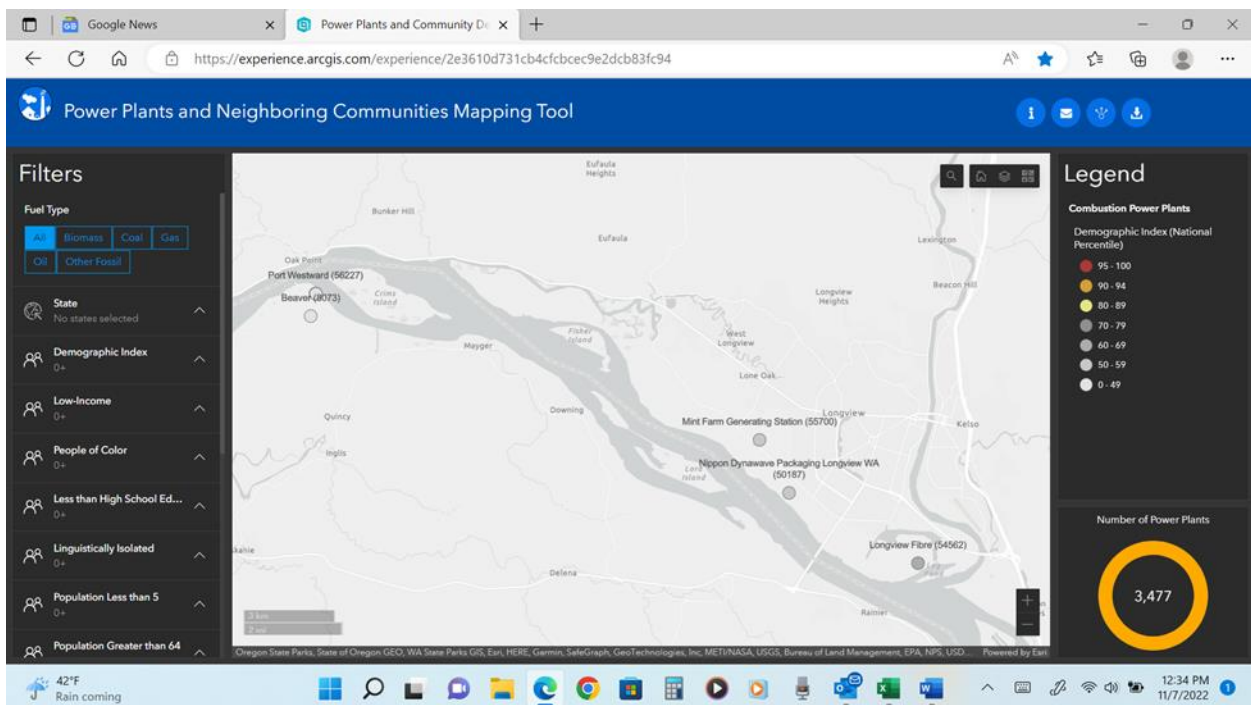 Google News
Power Plants and Community De
https://experience.arcgis.com/experience/2e3610d731cb4cfcbcec9e2dcb83fc94
Power Plants and Neighboring Communities Mapping Tool
Filters
Fuel Type
All Biomass Coal Gas
Oil Other Fossil
State
No states selected
Demographic Index
0+
Low-Income
0+
People of Color
0+
Less than High School Ed...
0+
Linguistically Isolated
0+
Population Less than 5
0+
Population Greater than 64
Eufaula
Heights
Bunker Hill
Eufaula
Lexington
Oak Point
Port Westward (56227)
Beaver (8073)
Crims
Island
Longview
Heights
Beacon Hill
Fisher
Island
Mayger
West
Longview
Lone Oak...
Quincy
Downing
Longview
Mint Farm Generating Station (55700)
Kelso
Inglis
Lord
Island
Nippon Dynawave Packaging Longview WA
(50187)
Longview Fibre (54562)
Delena
Rainier
3 km
2 mi
Oregon State Parks, State of Oregon GEO, WA State Parks GIS, Esri, HERE, Garmin, SafeGraph, GeoTechnologies, Inc, METI/NASA, USGS, Bureau of Land Management, EPA, NPS, USD... Powered by Esri
Legend
Combustion Power Plants
Demographic Index (National
Percentile)
95 - 100
90 - 94
80 - 89
70 - 79
60 - 69
50 - 59
0 - 49
Number of Power Plants
3,477
42°F
Rain coming
12:34 PM
11/7/2022
1